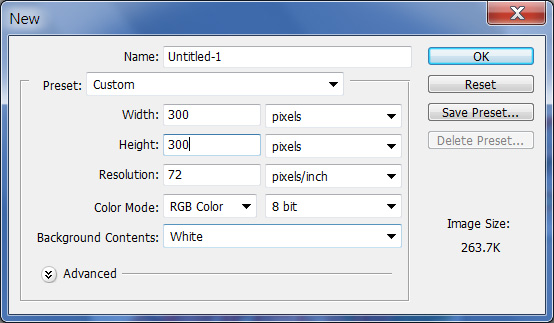 New
Name: Untitled-1
OK
Preset: Custom
Reset
Width: 300 pixels
Save Preset...
Height: 300 pixels
Delete Preset...
Resolution: 72 pixels/inch
Color Mode: RGB Color 8 bit
Image Size:
Background Contents: White
263.7K
Advanced